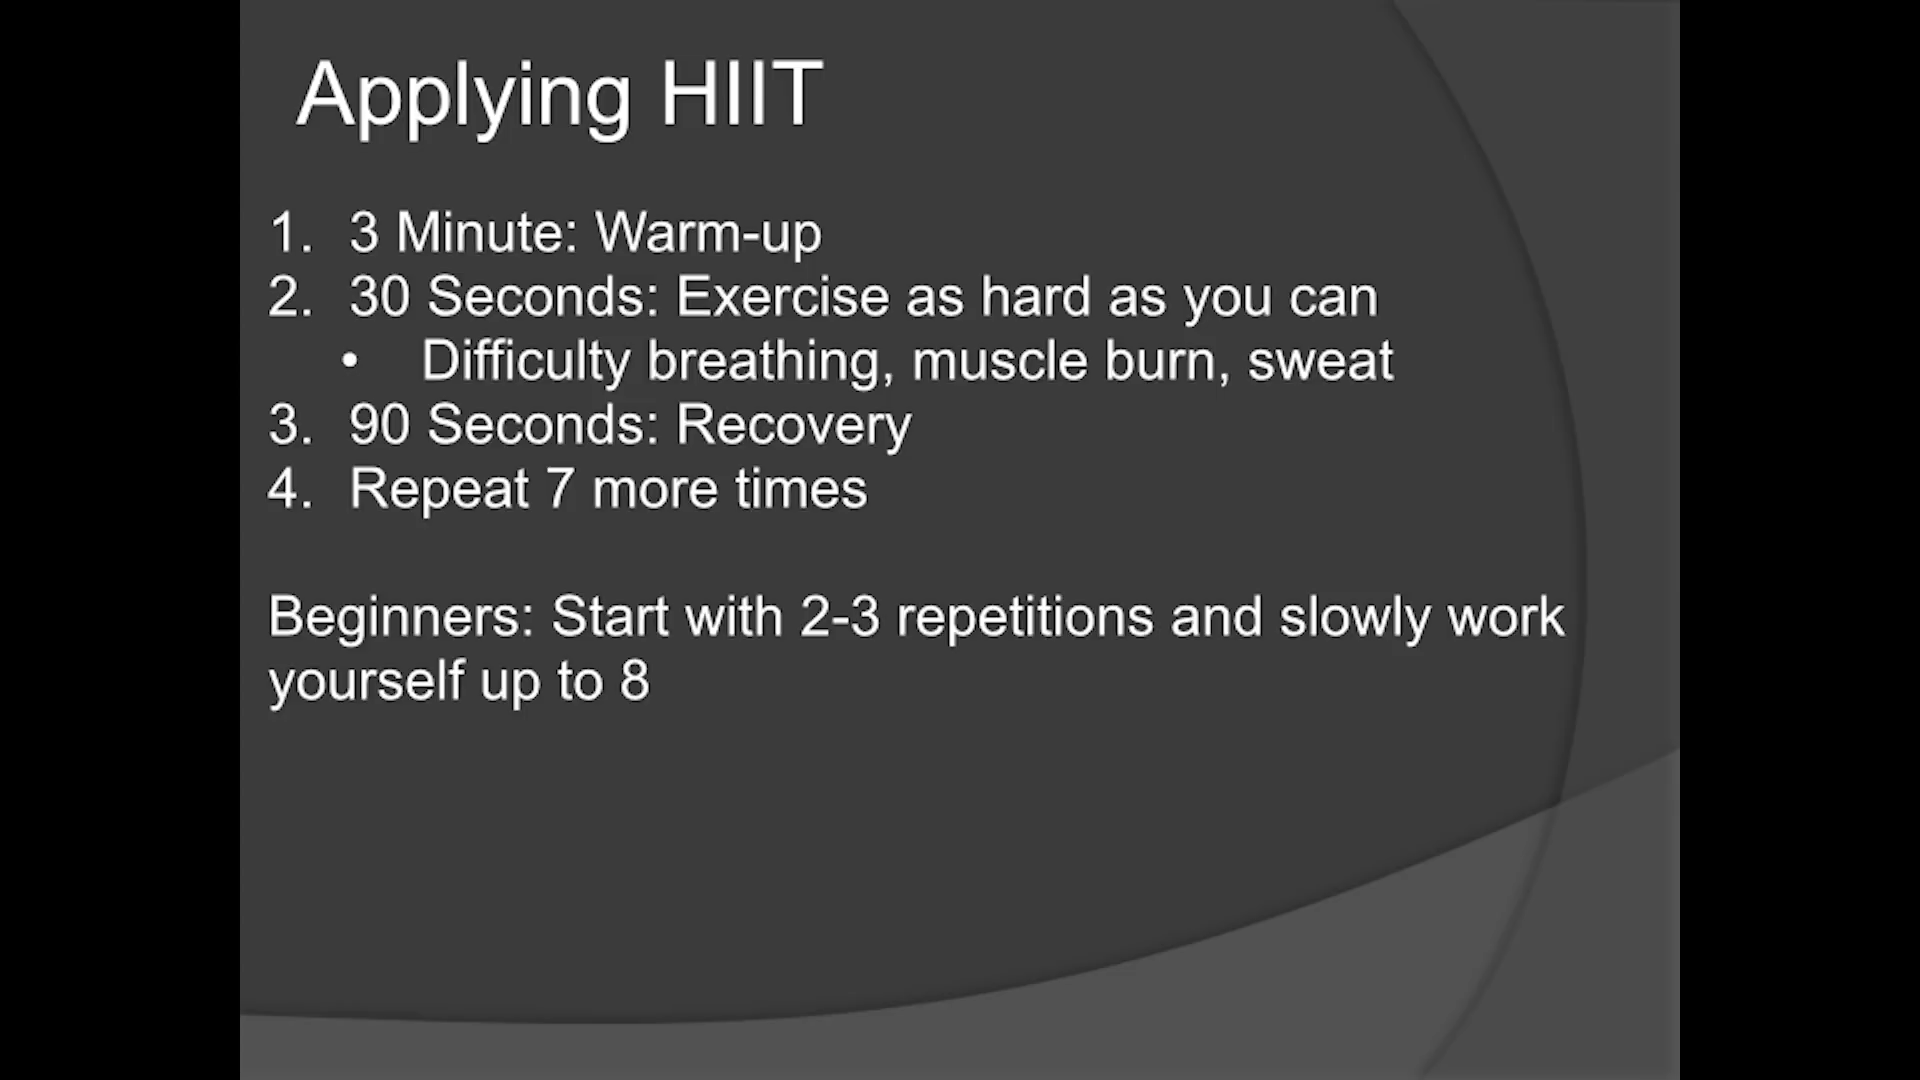 Applying HIIT
1. 3 Minute: Warm-up
2. 30 Seconds: Exercise as hard as you can
• Difficulty breathing, muscle burn, sweat
3. 90 Seconds: Recovery
4. Repeat 7 more times
Beginners: Start with 2-3 repetitions and slowly work
yourself up to 8